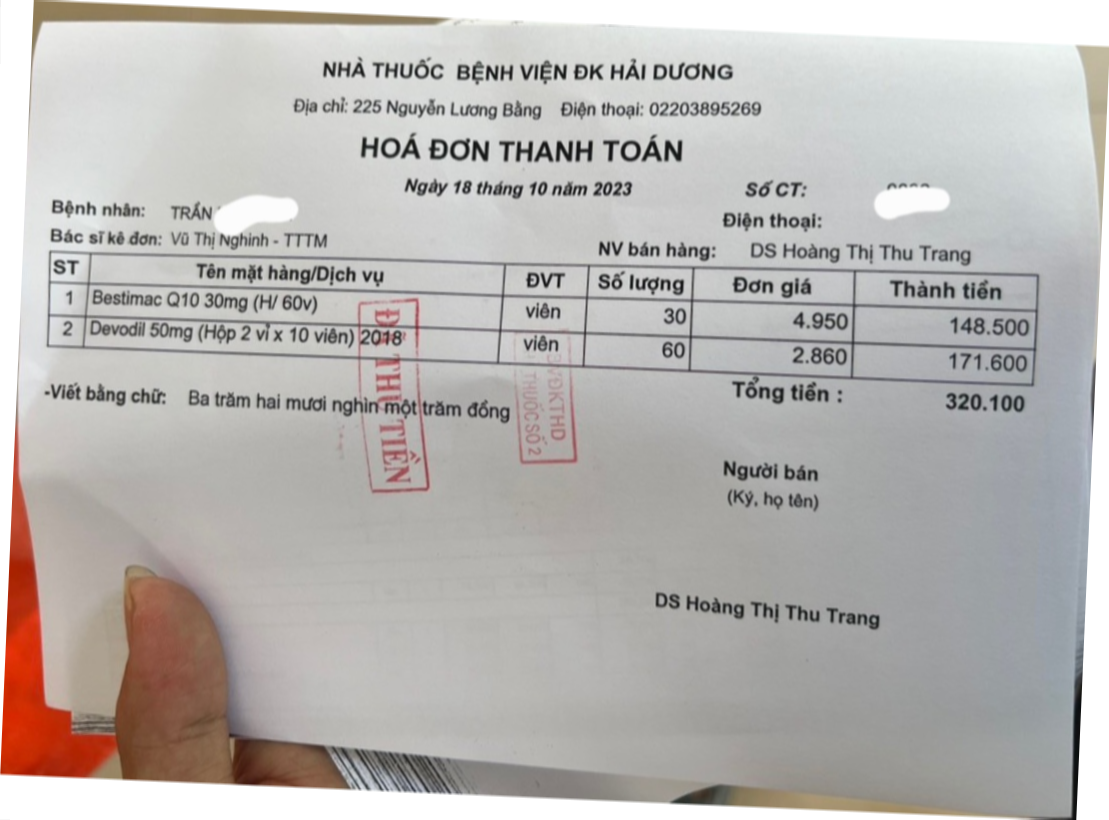 NHÀ THUỐC BỆNH VIỆN ĐK HẢI DƯƠNG
Địa chỉ: 225 Nguyễn Lương Bằng Điện thoại: 02203895269
HOÁ ĐƠN THANH TOÁN
Ngày 18 tháng 10 năm 2023 Số CT:
Bệnh nhân: TRẦN Điện thoại:
Bác sĩ kê đơn: Vũ Thị Nghinh - TTTM NV bán hàng: DS Hoàng Thị Thu Trang
ST Tên mặt hàng/Dịch vụ ĐVT Số lượng Đơn giá Thành tiền
1 Bestimac Q10 30mg (H/ 60v) viên 30 4.950 148.500
2 Devodil 50mg (Hộp 2 vỉ x 10 viên) 2018 viên 60 2.860 171.600
Tổng tiền : 320.100
-Viết bằng chữ: Ba trăm hai mươi nghìn một trăm đồng
ĐÃ THU TIỀN
BVĐKTHD
THUỐC SỐ 2
Người bán
(Ký, họ tên)
DS Hoàng Thị Thu Trang